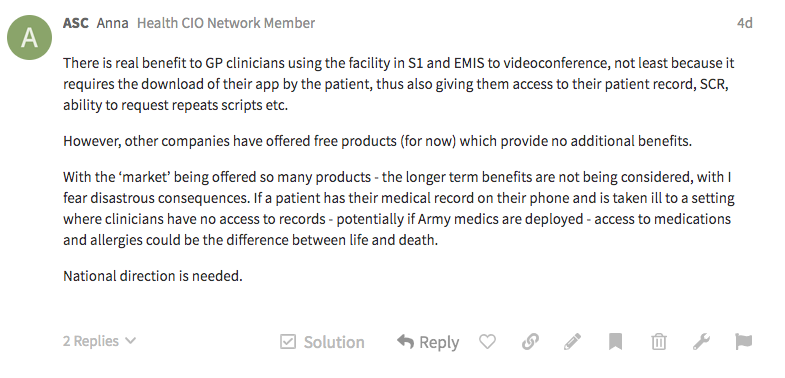 A
ASC Anna Health CIO Network Member 4d
There is real benefit to GP clinicians using the facility in S1 and EMIS to videoconference, not least because it
requires the download of their app by the patient, thus also giving them access to their patient record, SCR,
ability to request repeats scripts etc.
However, other companies have offered free products (for now) which provide no additional benefits.
With the ‘market’ being offered so many products - the longer term benefits are not being considered, with I
fear disastrous consequences. If a patient has their medical record on their phone and is taken ill to a setting
where clinicians have no access to records - potentially if Army medics are deployed - access to medications
and allergies could be the difference between life and death.
National direction is needed.
2 Replies Solution Reply